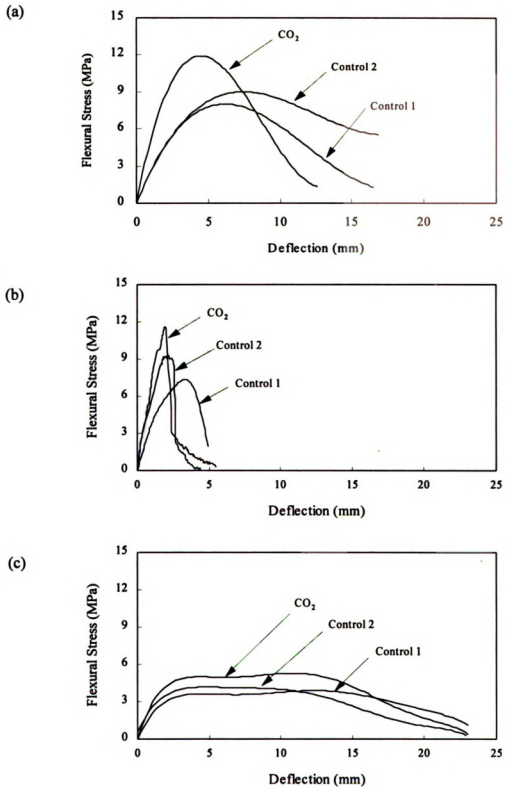 (a)
Flexural Stress (MPa)
15
12
9
6
3
0
CO2
Control 2
Control 1
0 5 10 15 20 25
Deflection (mm)
(b)
Flexural Stress (MPa)
15
12
9
6
3
0
CO2
Control 2
Control 1
0 5 10 15 20 25
Deflection (mm)
(c)
Flexural Stress (MPa)
15
12
9
6
3
0
CO2
Control 2
Control 1
0 5 10 15 20 25
Deflection (mm)